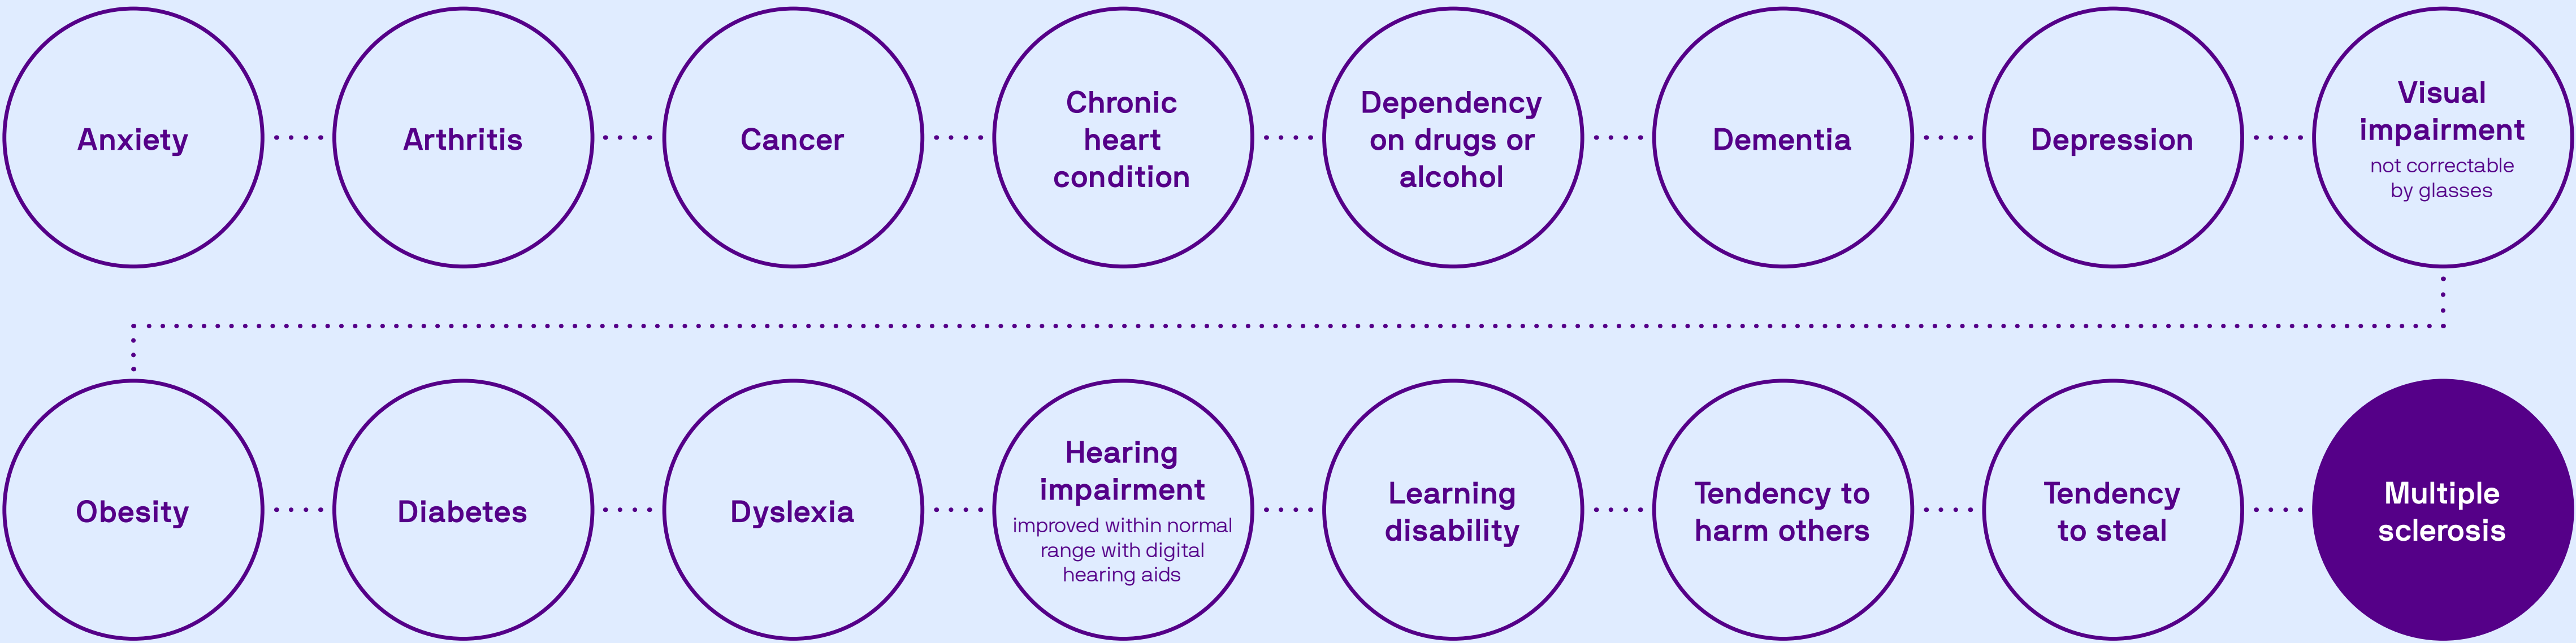 Anxiety
Arthritis
Cancer
Chronic
heart
condition
Dependency
on drugs or
alcohol
Dementia
Depression
Visual
impairment
not correctable
by glasses
Obesity
Diabetes
Dyslexia
Hearing
impairment
improved within normal
range with digital
hearing aids
Learning
disability
Tendency to
harm others
Tendency
to steal
Multiple
sclerosis